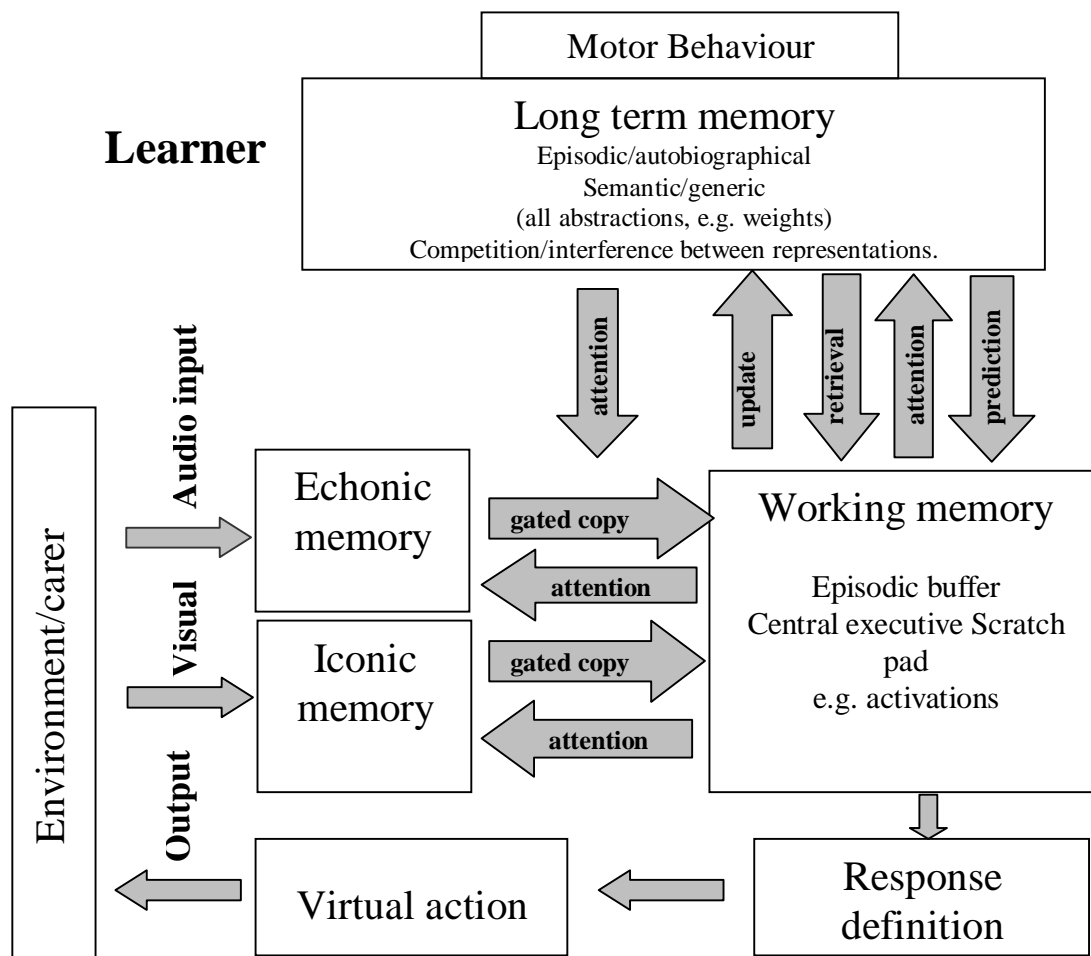 Motor Behaviour
Long term memory
Learner
Episodic/autobiographical
Semantic/generic
(all abstractions, e.g. weights)
Competition/interference between representations.
attention
update
retrieval
attention
prediction
Environment/carer
Audio input
Echonic
memory
gated copy
attention
Working memory
Episodic buffer
Central executive Scratch
pad
e.g. activations
Visual
Iconic
memory
gated copy
attention
Output
Virtual action
Response
definition